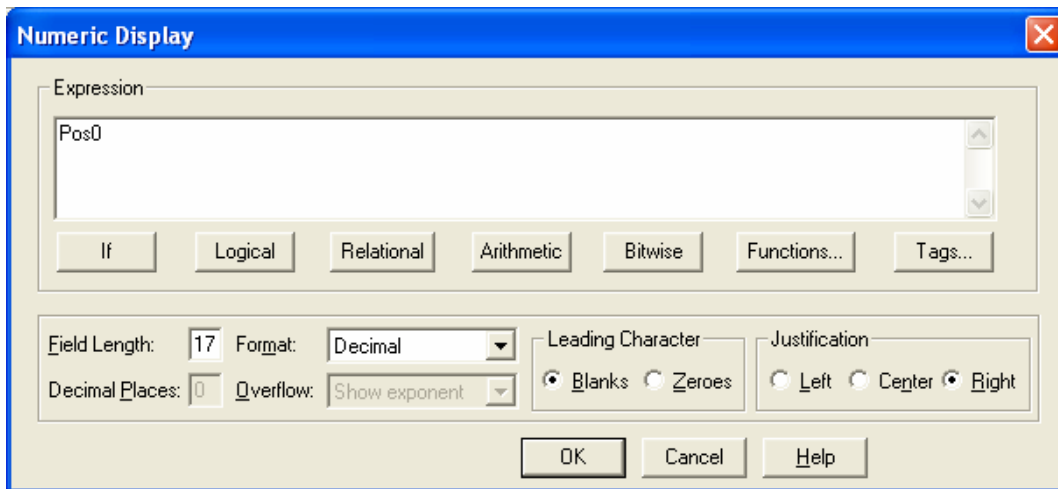 Numeric Display
Expression
Pos0
If Logical Relational Arithmetic Bitwise Functions... Tags...
Field Length: 17 Format: Decimal Leading Character Justification
Blanks Zeroes Left Center Right
Decimal Places: 0 Overflow: Show exponent
OK Cancel Help